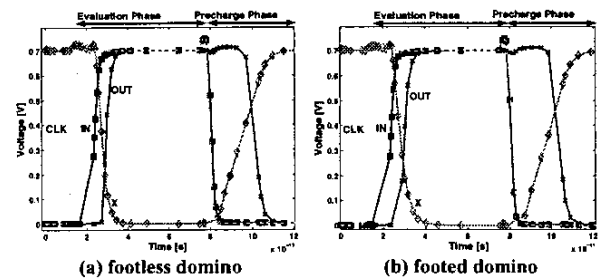 Evaluation Phase Precharge Phase
Voltage [V]
0.7
0.6
0.5
0.4
0.3
0.2
0.1
0
CLK
IN
OUT
X
0 2 4 6 8 10 12
Time [s]
x 10⁻¹¹
(a) footless domino
Evaluation Phase Precharge Phase
Voltage [V]
0.7
0.6
0.5
0.4
0.3
0.2
0.1
0
CLK
IN
OUT
X
0 2 4 6 8 10 12
Time [s]
x 10⁻¹¹
(b) footed domino